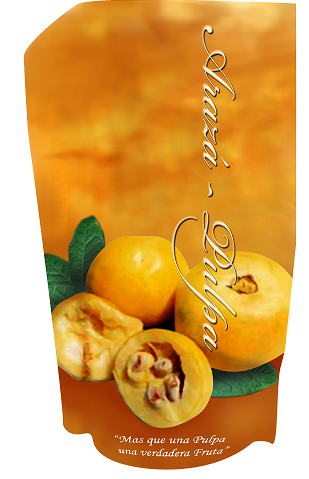 Arazá - Pulpa
"Mas que una Pulpa
una verdadera Fruta"